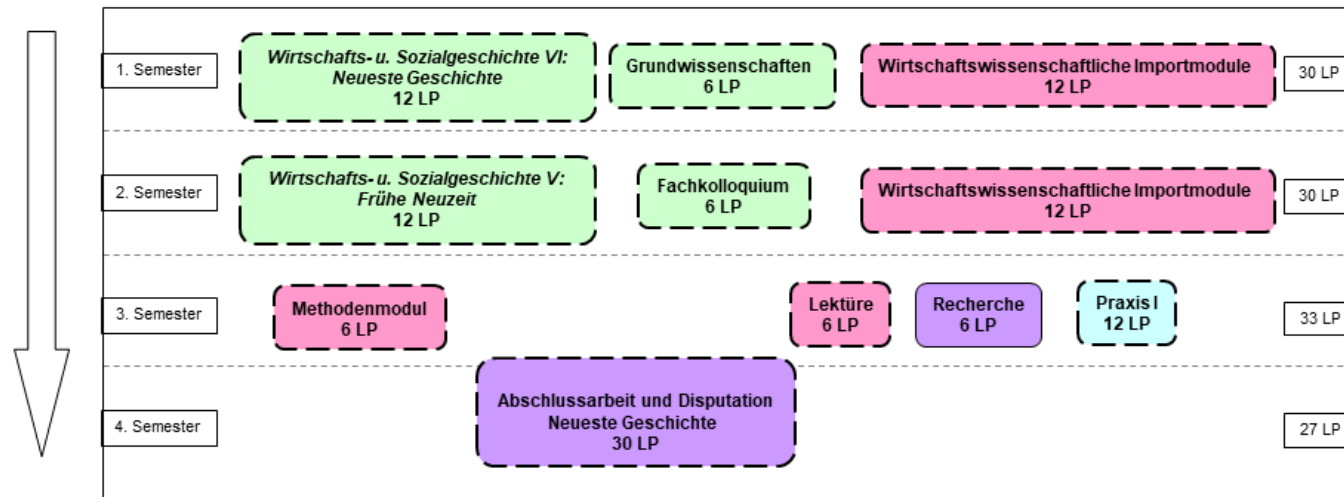 1. Semester
Wirtschafts- u. Sozialgeschichte VI:
Neueste Geschichte
12 LP
Grundwissenschaften
6 LP
Wirtschaftswissenschaftliche Importmodule
12 LP
30 LP
2. Semester
Wirtschafts- u. Sozialgeschichte V:
Frühe Neuzeit
12 LP
Fachkolloquium
6 LP
Wirtschaftswissenschaftliche Importmodule
12 LP
30 LP
3. Semester
Methodenmodul
6 LP
Lektüre
6 LP
Recherche
6 LP
Praxis I
12 LP
33 LP
4. Semester
Abschlussarbeit und Disputation
Neueste Geschichte
30 LP
27 LP